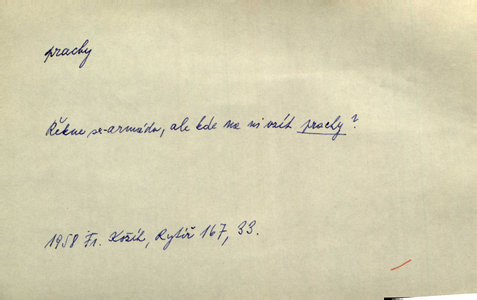 prachy
Řekne se-armáda, ale kde na ni vzít prachy?
1958 Fr. Kožík, Rytíř 167, 33.